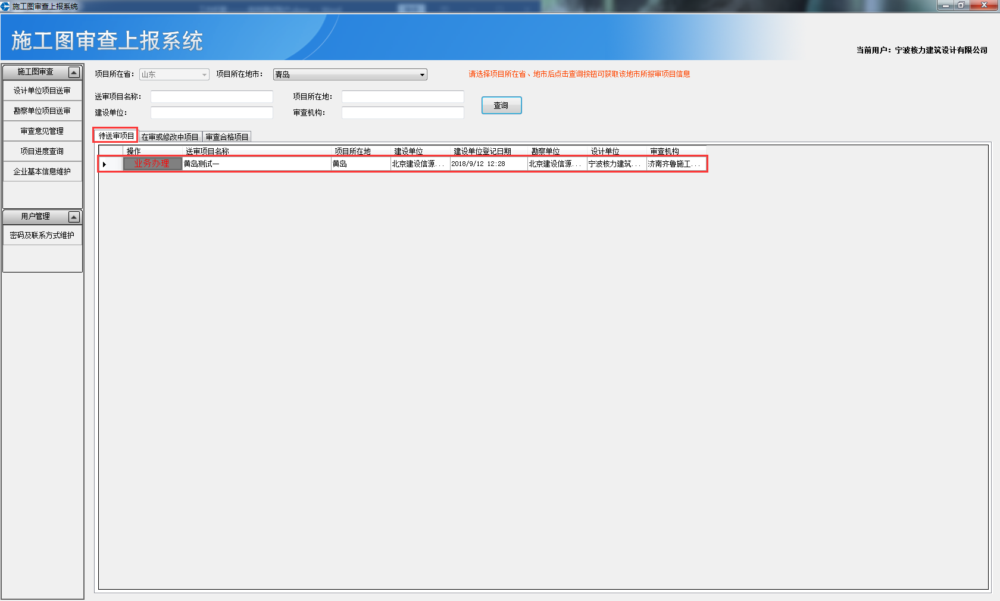 施工图审查上报系统
施工图审查上报系统
当前用户：宁波核力建筑设计有限公司
施工图审查
设计单位项目送审
勘察单位项目送审
审查意见管理
项目进度查询
企业基本信息维护
用户管理
密码及联系方式维护
项目所在省： 山东 项目所在地市： 青岛 请选择项目所在省、地市后点击查询按钮可获取该地市所报审项目信息
送审项目名称： 项目所在地：
建设单位： 审查机构：
查询
待送审项目 在审或修改中项目 审查合格项目
操作 送审项目名称 项目所在地 建设单位 建设单位登记日期 勘察单位 设计单位 审查机构
业务办理 黄岛测试一 黄岛 北京建设信源... 2018/9/12 12:28 北京建设信源... 宁波核力建筑... 济南齐鲁施工...